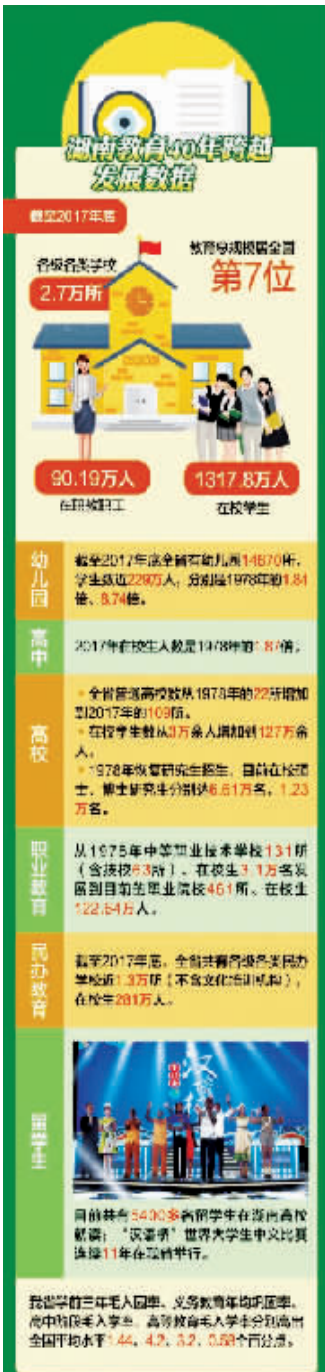 湖南教育40年跨越
发展数据
截至2017年底
各级各类学校
2.7万所
教育总规模居全国
第7位
90.19万人
在职教职工
1317.8万人
在校学生
幼儿园
截至2017年底全省有幼儿园14670所，
学生数近229万人，分别是1978年的1.84
倍、8.74倍。
高中
2017年在校生人数是1978年的1.87倍。
高校
全省普通高校数从1978年的22所增加
到2017年的109所。
在校学生数从3万余人增加到127万余
人。
1978年恢复研究生招生，目前在校硕
士、博士研究生分别达6.61万名、1.23
万名。
职业教育
从1978年中等职业技术学校131所
（含技校63所），在校生3.1万名发
展到目前的职业院校461所、在校生
122.64万人。
民办教育
截至2017年底，全省共有各级各类民办
学校近1.3万所（不含文化培训机构），
在校生281万人。
留学生
汉语桥
目前共有5400多名留学生在湖南高校
就读；“汉语桥”世界大学生中文比赛
连续11年在我省举行。
我省学前三年毛入园率、义务教育年均巩固率、
高中阶段毛入学率、高等教育毛入学率分别高出
全国平均水平1.44、4.2、3.2、0.58个百分点。